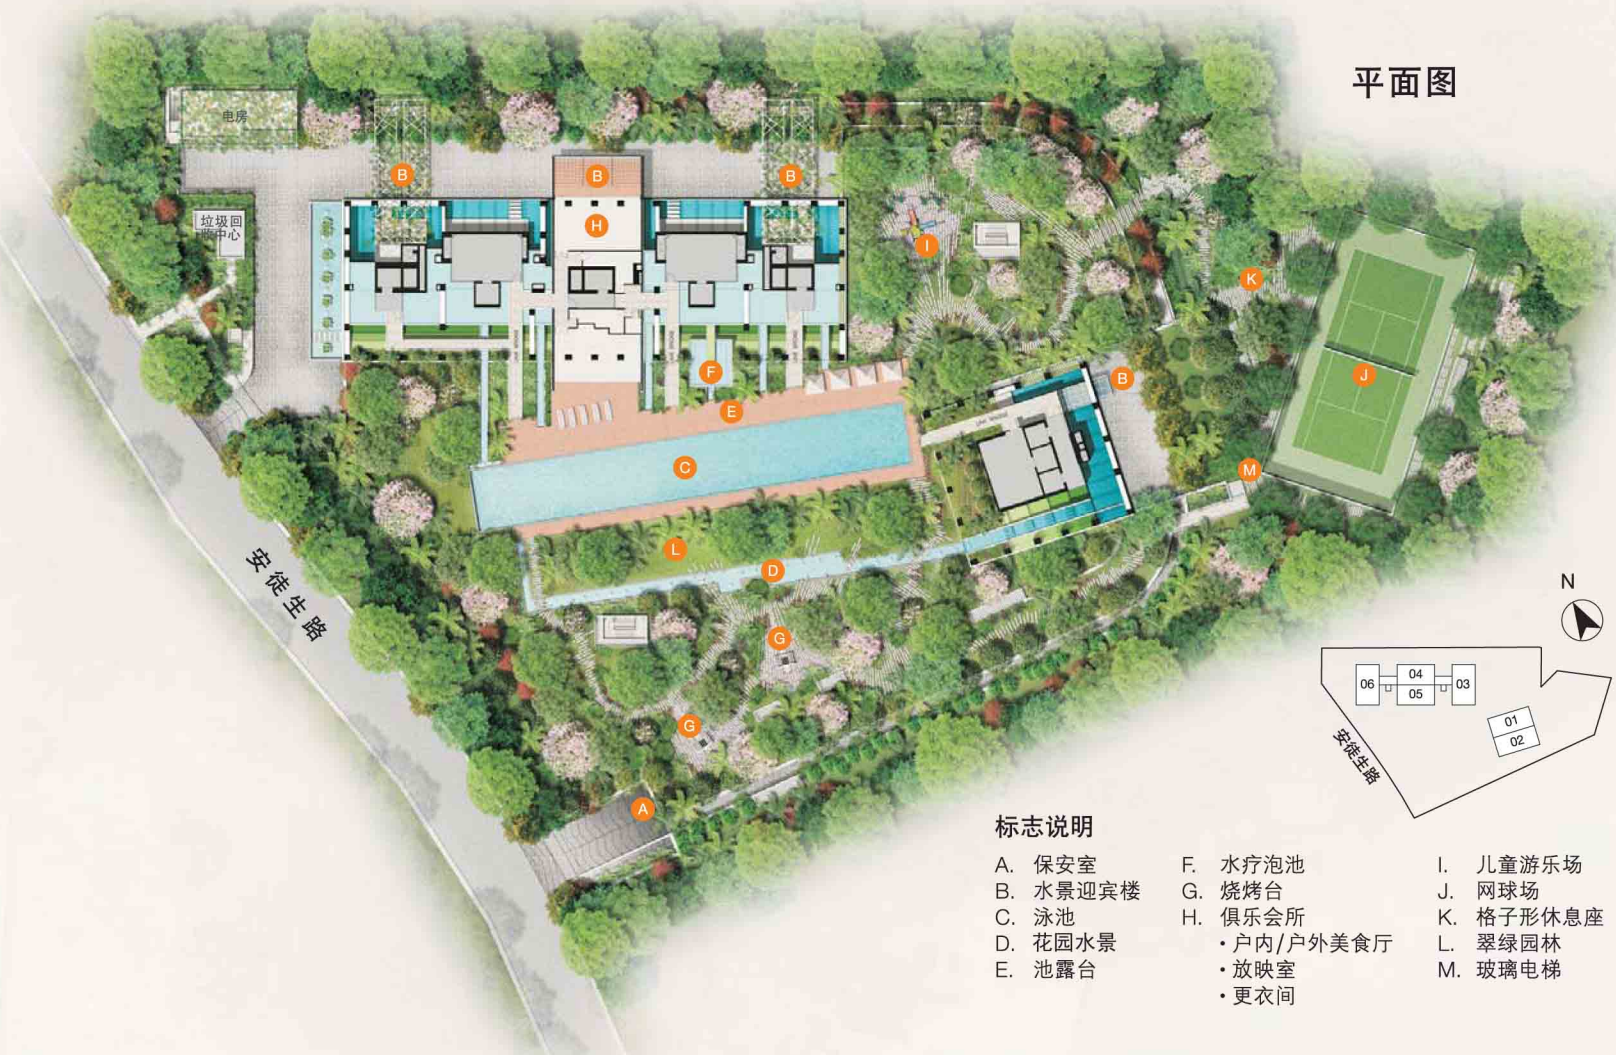 平面图
电房
B
B
B
垃圾回
收中心
H
I
K
F
B
J
E
C
M
L
D
安徒生路
G
G
A
N
06
04
05
03
01
02
安徒生路
标志说明
A. 保安室
B. 水景迎宾楼
C. 泳池
D. 花园水景
E. 池露台
F. 水疗泡池
G. 烧烤台
H. 俱乐会所
• 户内/户外美食厅
• 放映室
• 更衣间
I. 儿童游乐场
J. 网球场
K. 格子形休息座
L. 翠绿园林
M. 玻璃电梯